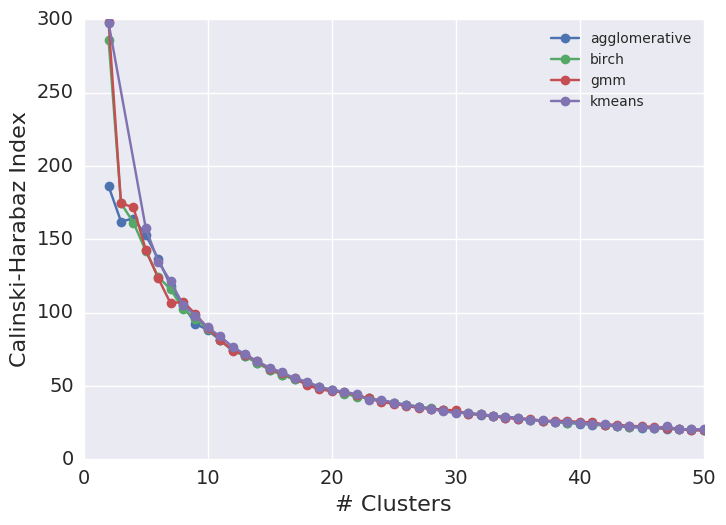 300
250
200
150
100
50
0
Calinski-Harabaz Index
agglomerative
birch
gmm
kmeans
0 10 20 30 40 50
# Clusters